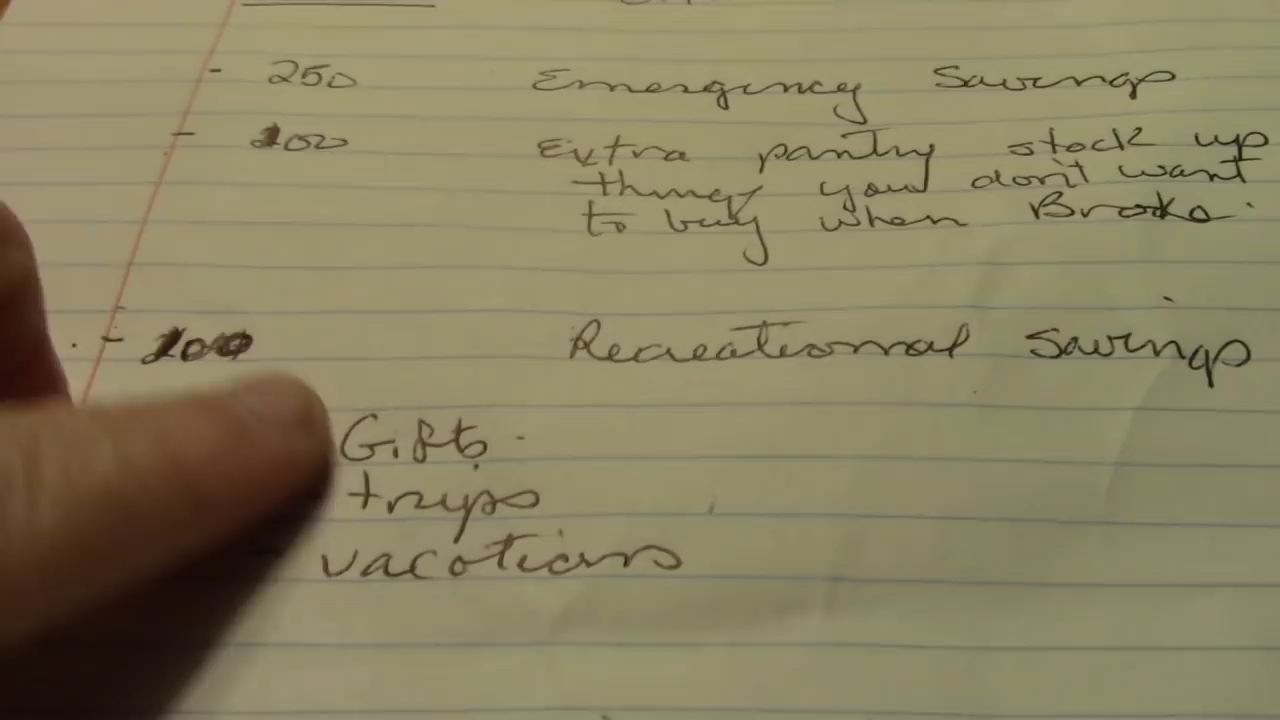 - 250 Emergency Savings
- 200 Extra pantry stock up
things you don't want
to buy when Broke.
- 200 Recreational Savings
Gifts.
trips
vacations